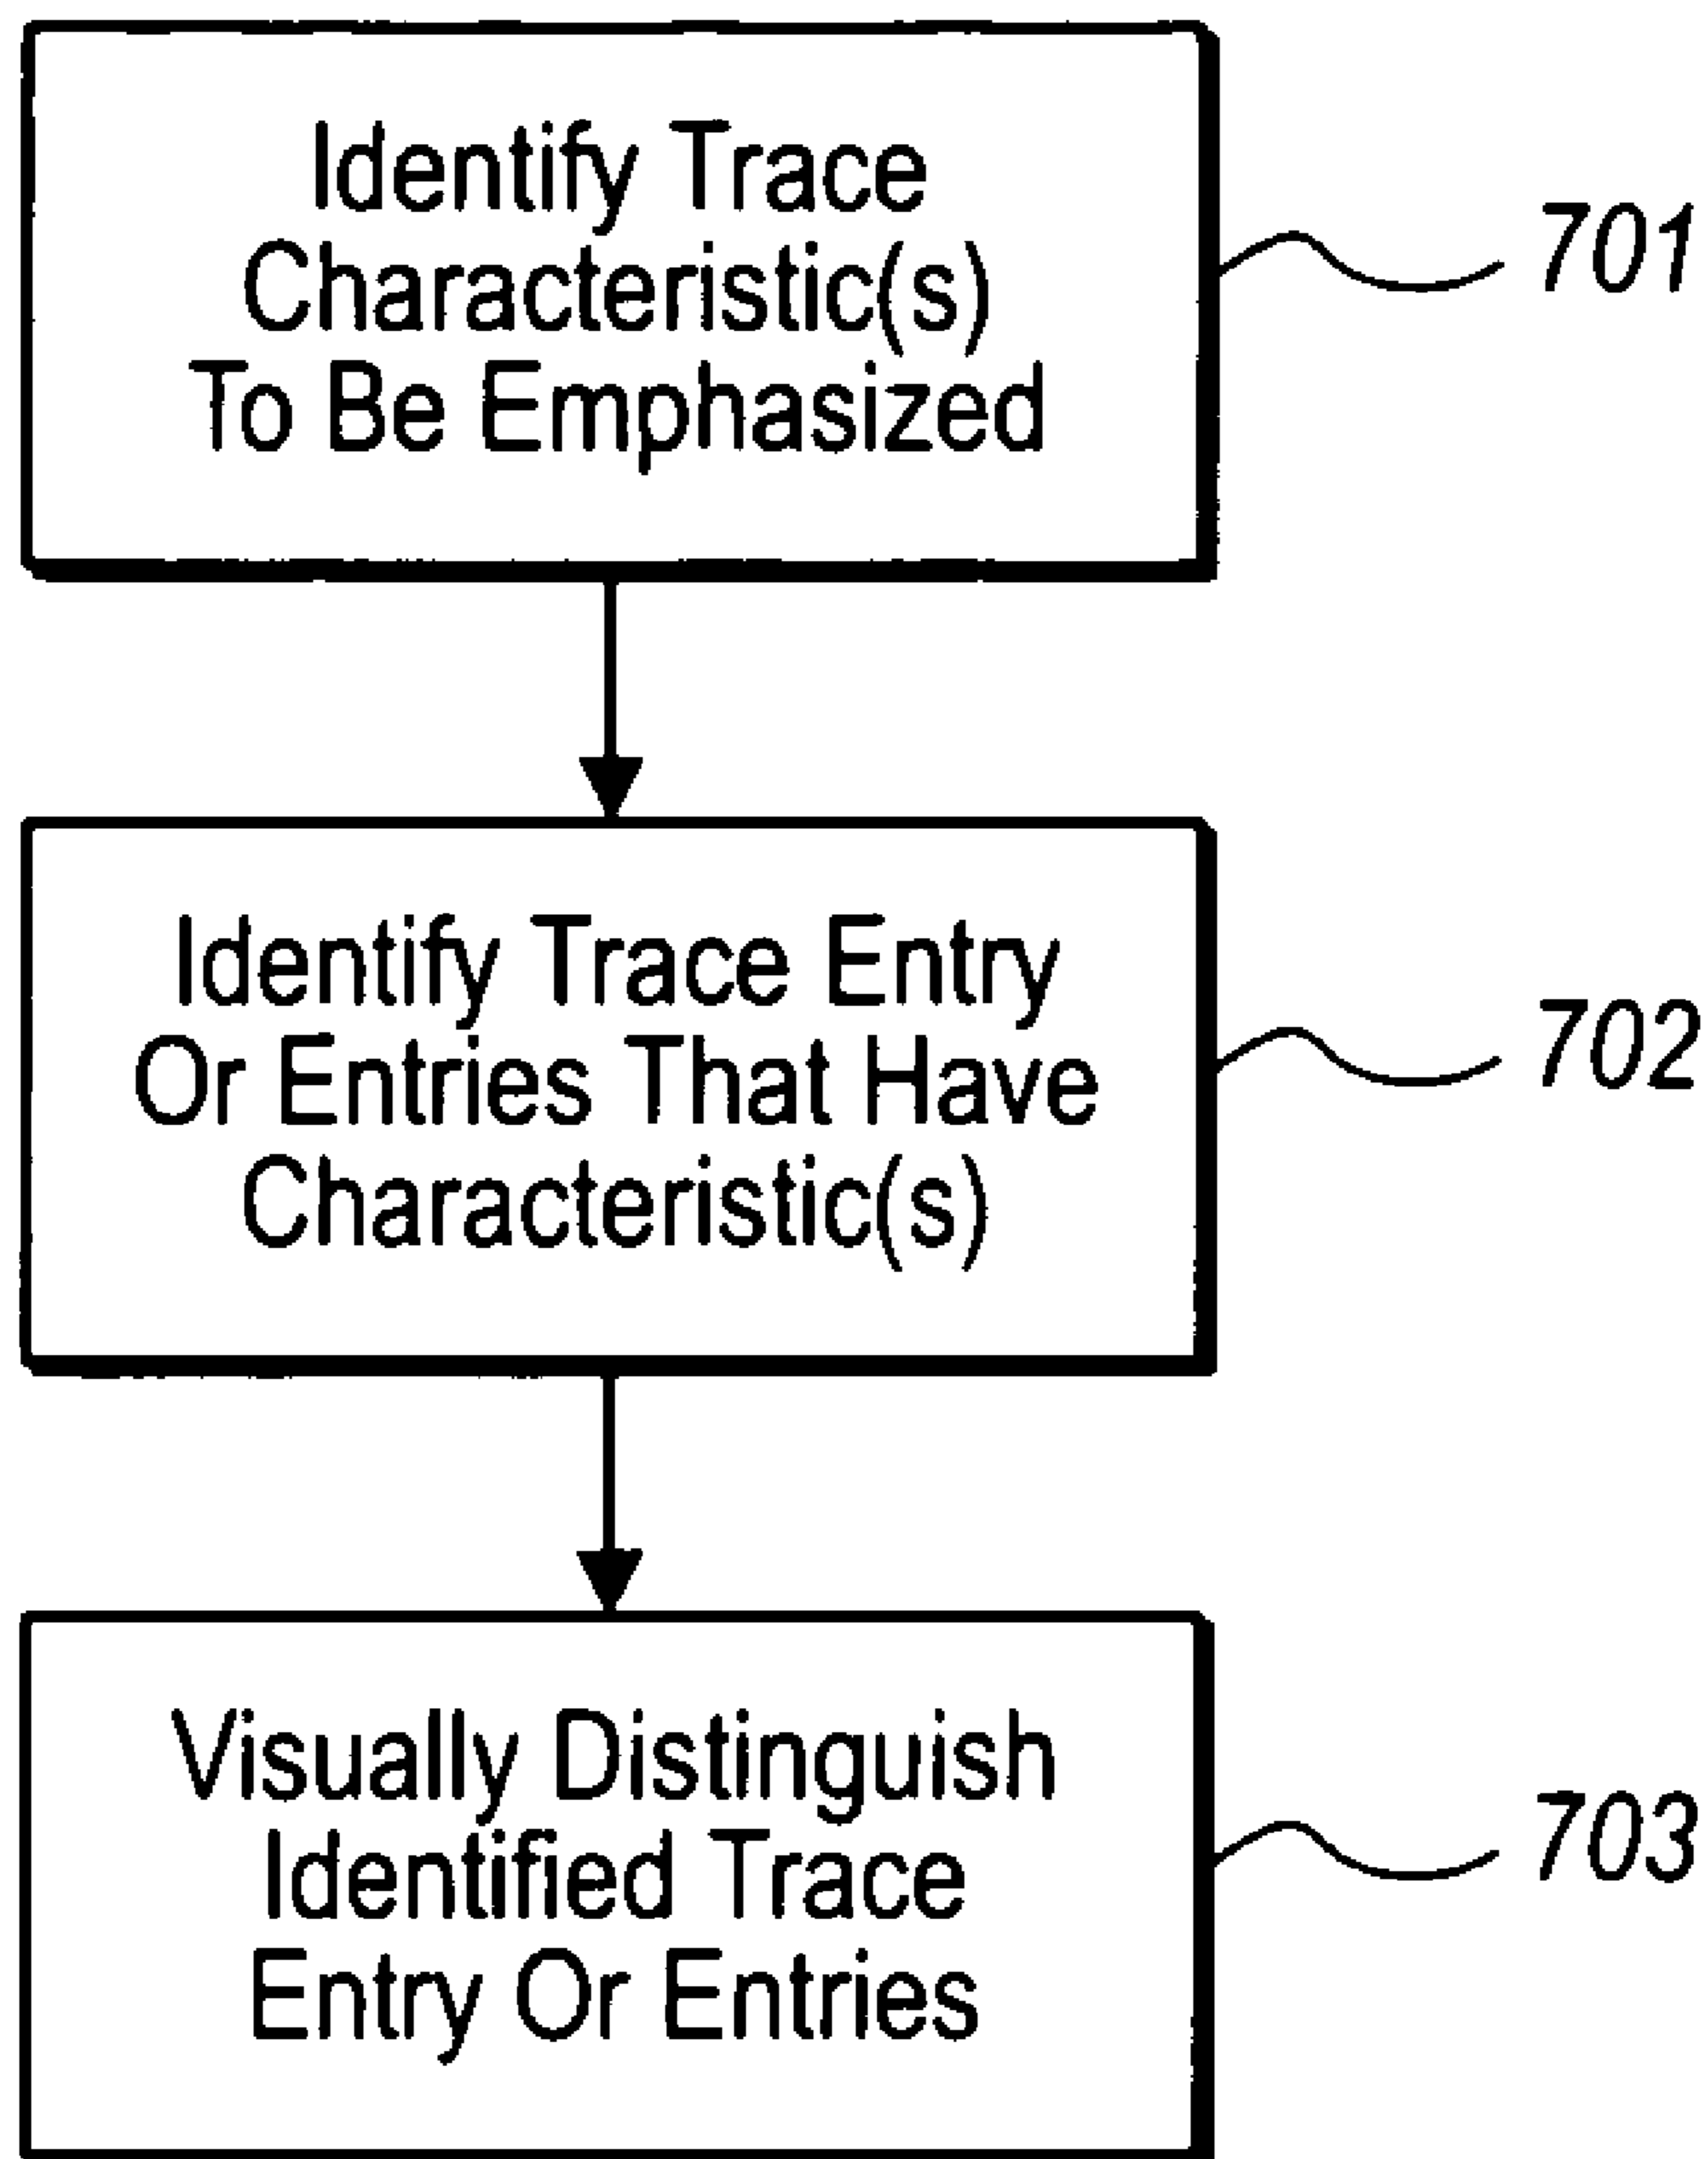 Identify Trace
Characteristic(s)
To Be Emphasized
701
Identify Trace Entry
Or Entries That Have
Characteristic(s)
702
Visually Distinguish
Identified Trace
Entry Or Entries
703